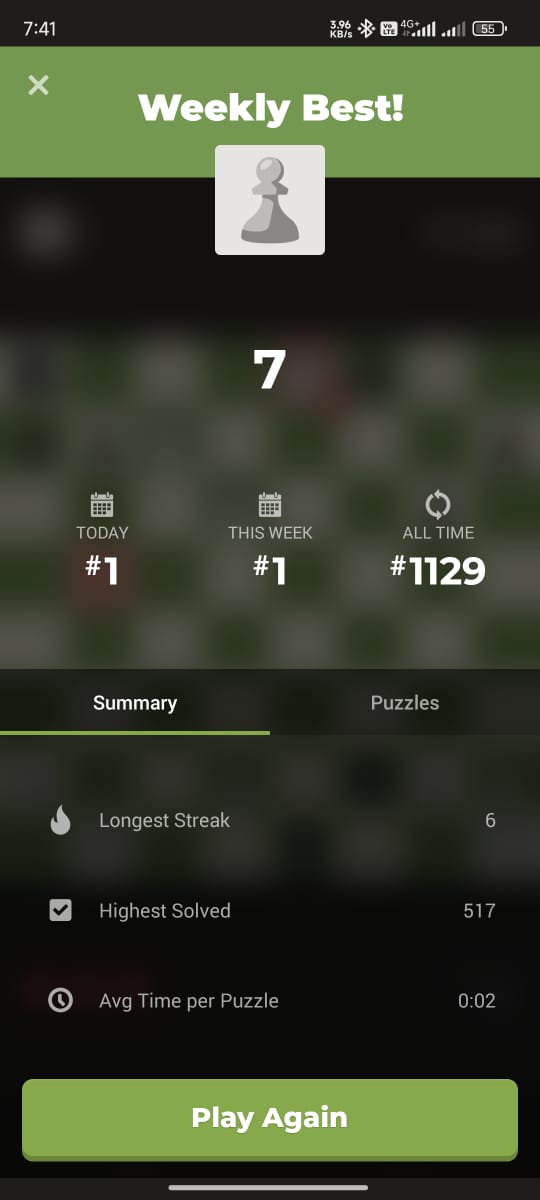 7:41
3.96 KB/s Vo LTE 4G+ 55
Weekly Best!
7
TODAY
THIS WEEK
ALL TIME
#1
#1
#1129
Summary
Puzzles
Longest Streak 6
Highest Solved 517
Avg Time per Puzzle 0:02
Play Again